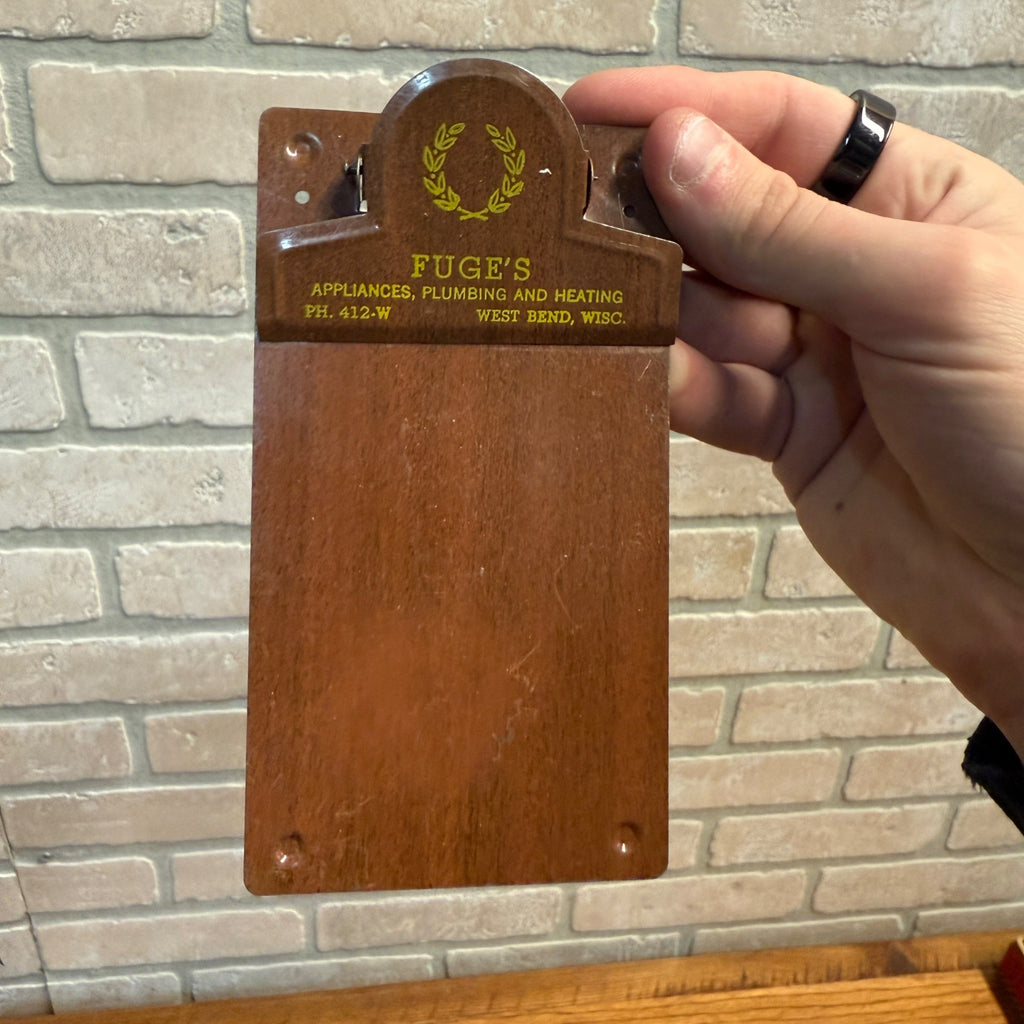 FUGE'S
APPLIANCES, PLUMBING AND HEATING
PH. 412-W WEST BEND, WISC.